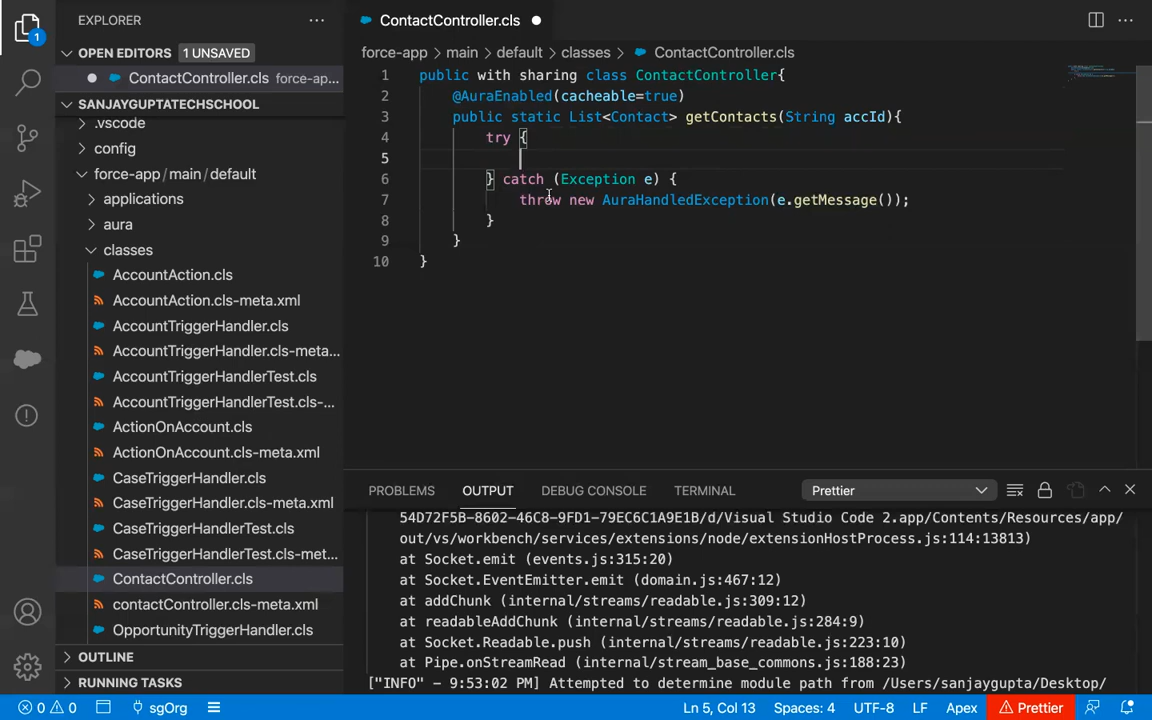 EXPLORER
OPEN EDITORS 1 UNSAVED
ContactController.cls force-ap...
SANJAYGUPTATECHSCHOOL
.vscode
config
force-app/main/default
applications
aura
classes
AccountAction.cls
AccountAction.cls-meta.xml
AccountTriggerHandler.cls
AccountTriggerHandler.cls-meta...
AccountTriggerHandlerTest.cls
AccountTriggerHandlerTest.cls-...
ActionOnAccount.cls
ActionOnAccount.cls-meta.xml
CaseTriggerHandler.cls
CaseTriggerHandler.cls-meta.xml
CaseTriggerHandlerTest.cls
CaseTriggerHandlerTest.cls-met...
ContactController.cls
contactController.cls-meta.xml
OpportunityTriggerHandler.cls
OUTLINE
RUNNING TASKS
1
ContactController.cls
force-app > main > default > classes > ContactController.cls
1 public with sharing class ContactController{
2 @AuraEnabled(cacheable=true)
3 public static List<Contact> getContacts(String accId){
4 try {
5
6 } catch (Exception e) {
7 throw new AuraHandledException(e.getMessage());
8 }
9 }
10 }
PROBLEMS OUTPUT DEBUG CONSOLE TERMINAL Prettier
54D72F5B-8602-46C8-9FD1-79EC6C1A9E1B/d/Visual Studio Code 2.app/Contents/Resources/app/
out/vs/workbench/services/extensions/node/extensionHostProcess.js:114:13813)
at Socket.emit (events.js:315:20)
at Socket.EventEmitter.emit (domain.js:467:12)
at addChunk (internal/streams/readable.js:309:12)
at readableAddChunk (internal/streams/readable.js:284:9)
at Socket.Readable.push (internal/streams/readable.js:223:10)
at Pipe.onStreamRead (internal/stream_base_commons.js:188:23)
["INFO" – 9:53:02 PM] Attempted to determine module path from /Users/sanjaygupta/Desktop/
0 0 sgOrg Ln 5, Col 13 Spaces: 4 UTF-8 LF Apex Prettier